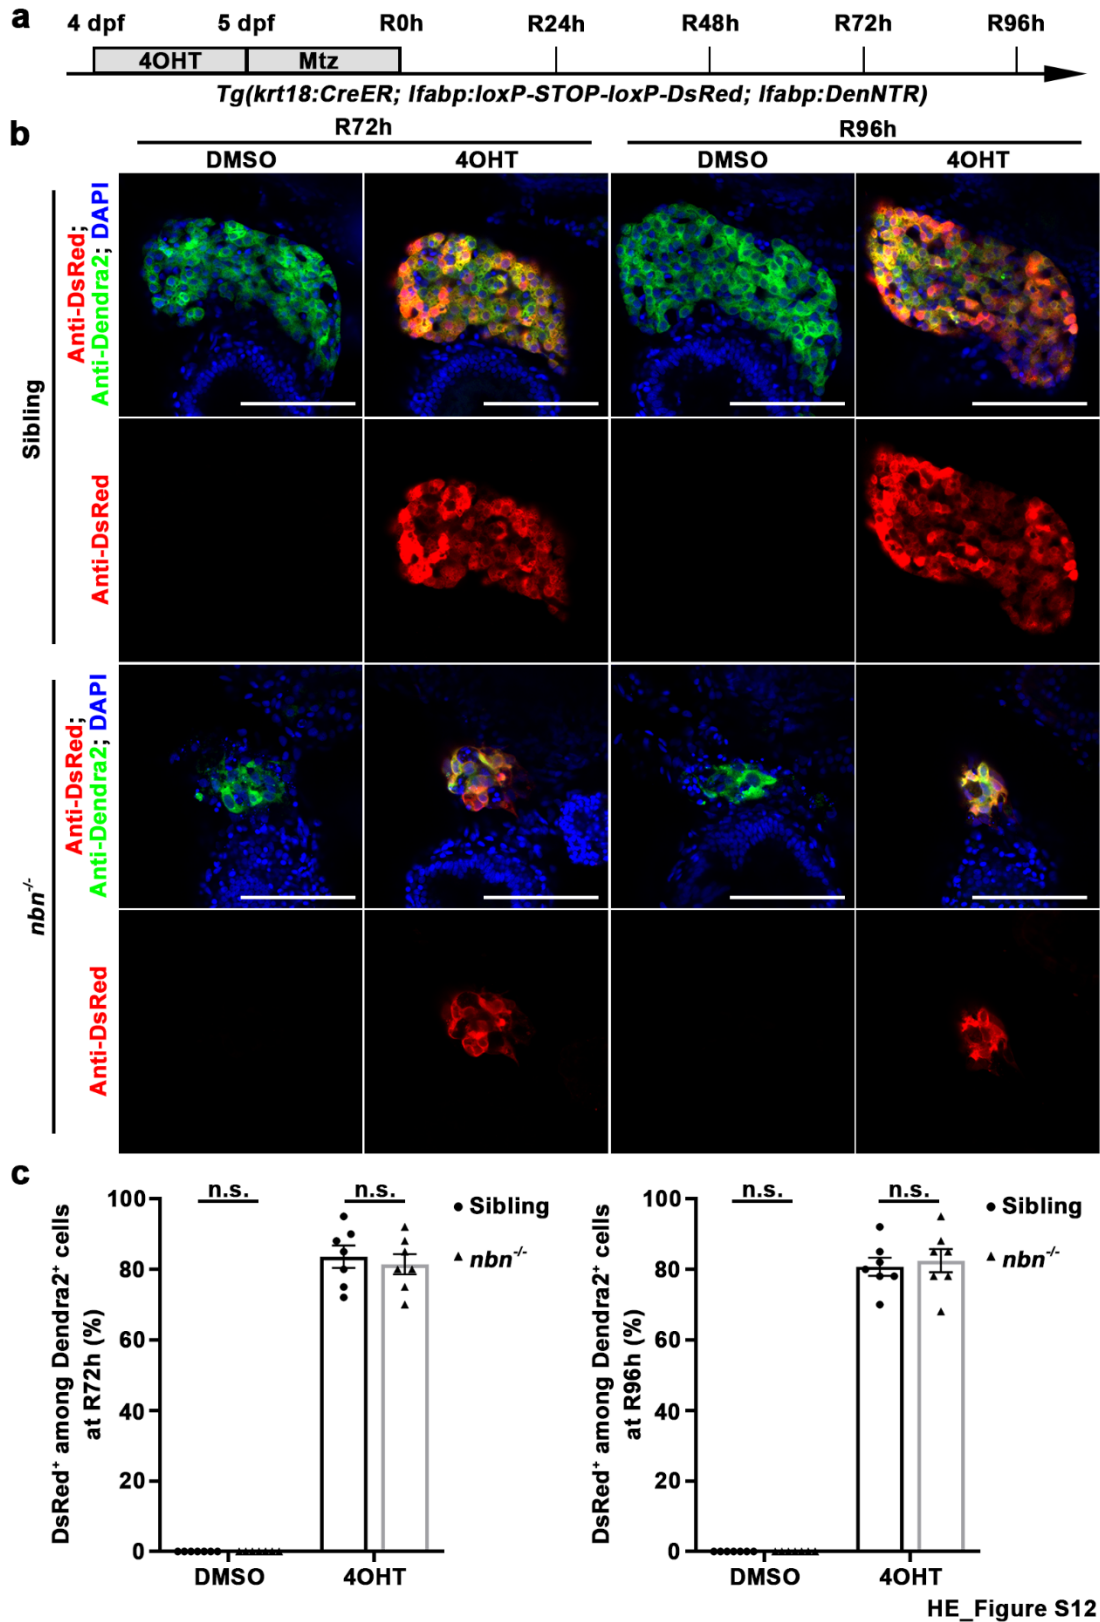 a
4 dpf 5 dpf R0h R24h R48h R72h R96h
4OHT Mtz
Tg(krt18:CreER; lfabp:loxP-STOP-loxP-DsRed; lfabp:DenNTR)
b
R72h R96h
DMSO 4OHT DMSO 4OHT
Sibling
Anti-DsRed;
Anti-Dendra2; DAPI
Anti-DsRed
nbn-/-
Anti-DsRed;
Anti-Dendra2; DAPI
Anti-DsRed
c
DsRed+ among Dendra2+ cells
at R72h (%)
100
80
60
40
20
0
n.s. n.s.
DMSO 4OHT
Sibling
nbn-/-
DsRed+ among Dendra2+ cells
at R96h (%)
100
80
60
40
20
0
n.s. n.s.
DMSO 4OHT
Sibling
nbn-/-
HE_Figure S12